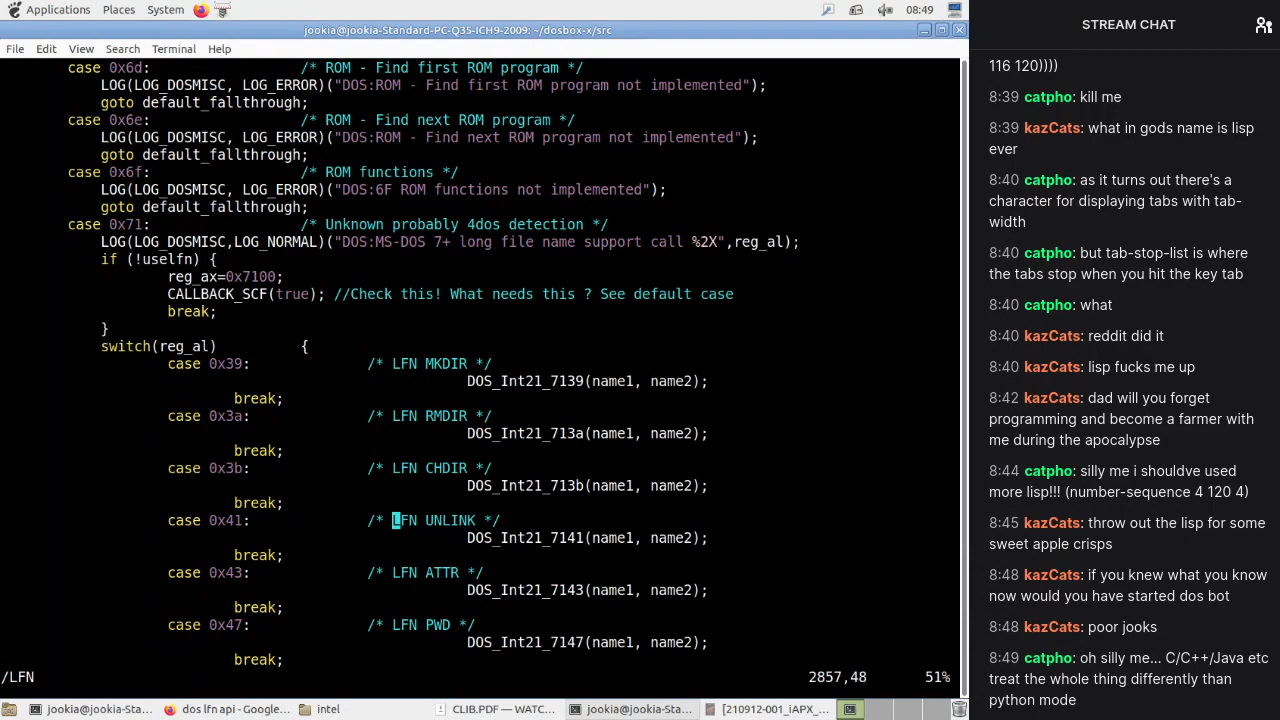 Applications Places System 08:49
jookia@jookia-Standard-PC-Q35-ICH9-2009: ~/dosbox-x/src
File Edit View Search Terminal Help
case 0x6d: /* ROM - Find first ROM program */
LOG(LOG_DOSMISC, LOG_ERROR)("DOS:ROM - Find first ROM program not implemented");
goto default_fallthrough;
case 0x6e: /* ROM - Find next ROM program */
LOG(LOG_DOSMISC, LOG_ERROR)("DOS:ROM - Find next ROM program not implemented");
goto default_fallthrough;
case 0x6f: /* ROM functions */
LOG(LOG_DOSMISC, LOG_ERROR)("DOS:6F ROM functions not implemented");
goto default_fallthrough;
case 0x71: /* Unknown probably 4dos detection */
LOG(LOG_DOSMISC,LOG_NORMAL)("DOS:MS-DOS 7+ long file name support call %2X",reg_al);
if (!uselfn) {
reg_ax=0x7100;
CALLBACK_SCF(true); //Check this! What needs this ? See default case
break;
}
switch(reg_al) {
case 0x39: /* LFN MKDIR */
DOS_Int21_7139(name1, name2);
break;
case 0x3a: /* LFN RMDIR */
DOS_Int21_713a(name1, name2);
break;
case 0x3b: /* LFN CHDIR */
DOS_Int21_713b(name1, name2);
break;
case 0x41: /* LFN UNLINK */
DOS_Int21_7141(name1, name2);
break;
case 0x43: /* LFN ATTR */
DOS_Int21_7143(name1, name2);
break;
case 0x47: /* LFN PWD */
DOS_Int21_7147(name1, name2);
break;
/LFN 2857,48 51%
jookia@jookia-Sta... dos lfn api - Google... intel CLIB.PDF — WATC... jookia@jookia-Sta... [210912-001_iAPX_...
STREAM CHAT
116 120))))
8:39 catpho: kill me
8:39 kazCats: what in gods name is lisp
ever
8:40 catpho: as it turns out there's a
character for displaying tabs with tab-
width
8:40 catpho: but tab-stop-list is where
the tabs stop when you hit the key tab
8:40 catpho: what
8:40 kazCats: reddit did it
8:40 kazCats: lisp fucks me up
8:42 kazCats: dad will you forget
programming and become a farmer with
me during the apocalypse
8:44 catpho: silly me i shouldve used
more lisp!!! (number-sequence 4 120 4)
8:45 kazCats: throw out the lisp for some
sweet apple crisps
8:48 kazCats: if you knew what you know
now would you have started dos bot
8:48 kazCats: poor jooks
8:49 catpho: oh silly me... C/C++/Java etc
treat the whole thing differently than
python mode